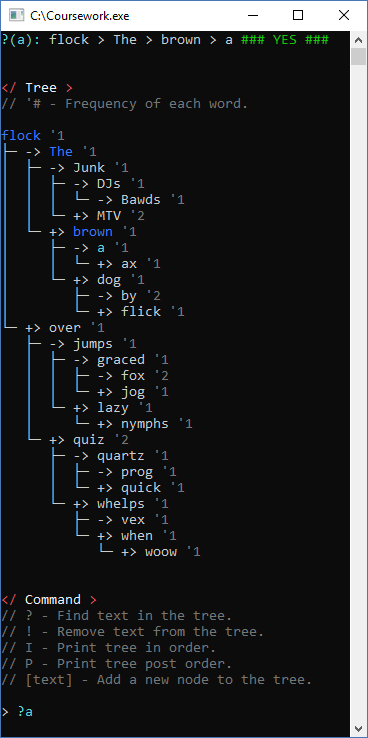 C:\Coursework.exe
?(a): flock > The > brown > a ### YES ###
</ Tree >
// '# - Frequency of each word.
flock '1
├─ -> The '1
│  ├─ -> Junk '1
│  │  ├─ -> DJs '1
│  │  │  └─ -> Bawds '1
│  │  └─ +> MTV '2
│  └─ +> brown '1
│     ├─ -> a '1
│     │  └─ +> ax '1
│     └─ +> dog '1
│        ├─ -> by '2
│        └─ +> flick '1
└─ +> over '1
   ├─ -> jumps '1
   │  ├─ -> graced '1
   │  │  ├─ -> fox '2
   │  │  └─ +> jog '1
   │  └─ +> lazy '1
   │     └─ +> nymphs '1
   └─ +> quiz '2
      ├─ -> quartz '1
      │  ├─ -> prog '1
      │  └─ +> quick '1
      └─ +> whelps '1
         ├─ -> vex '1
         └─ +> when '1
            └─ +> woow '1
</ Command >
// ? - Find text in the tree.
// ! - Remove text from the tree.
// I - Print tree in order.
// P - Print tree post order.
// [text] - Add a new node to the tree.
> ?a